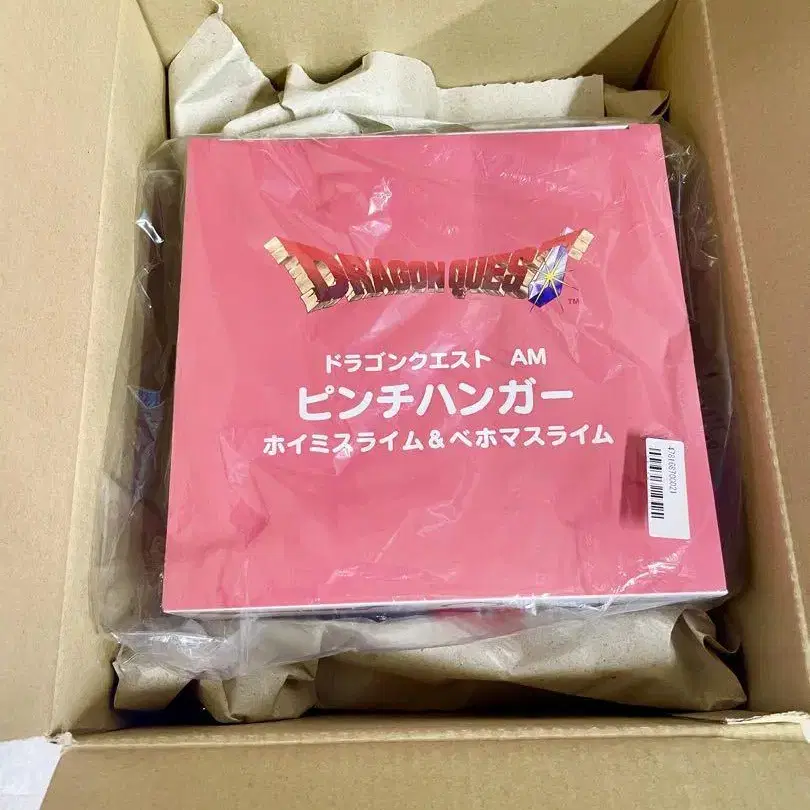 DRAGON QUEST
TM
ドラゴンクエスト AM
ピンチハンガー
ホイミスライム&ベホマスライム